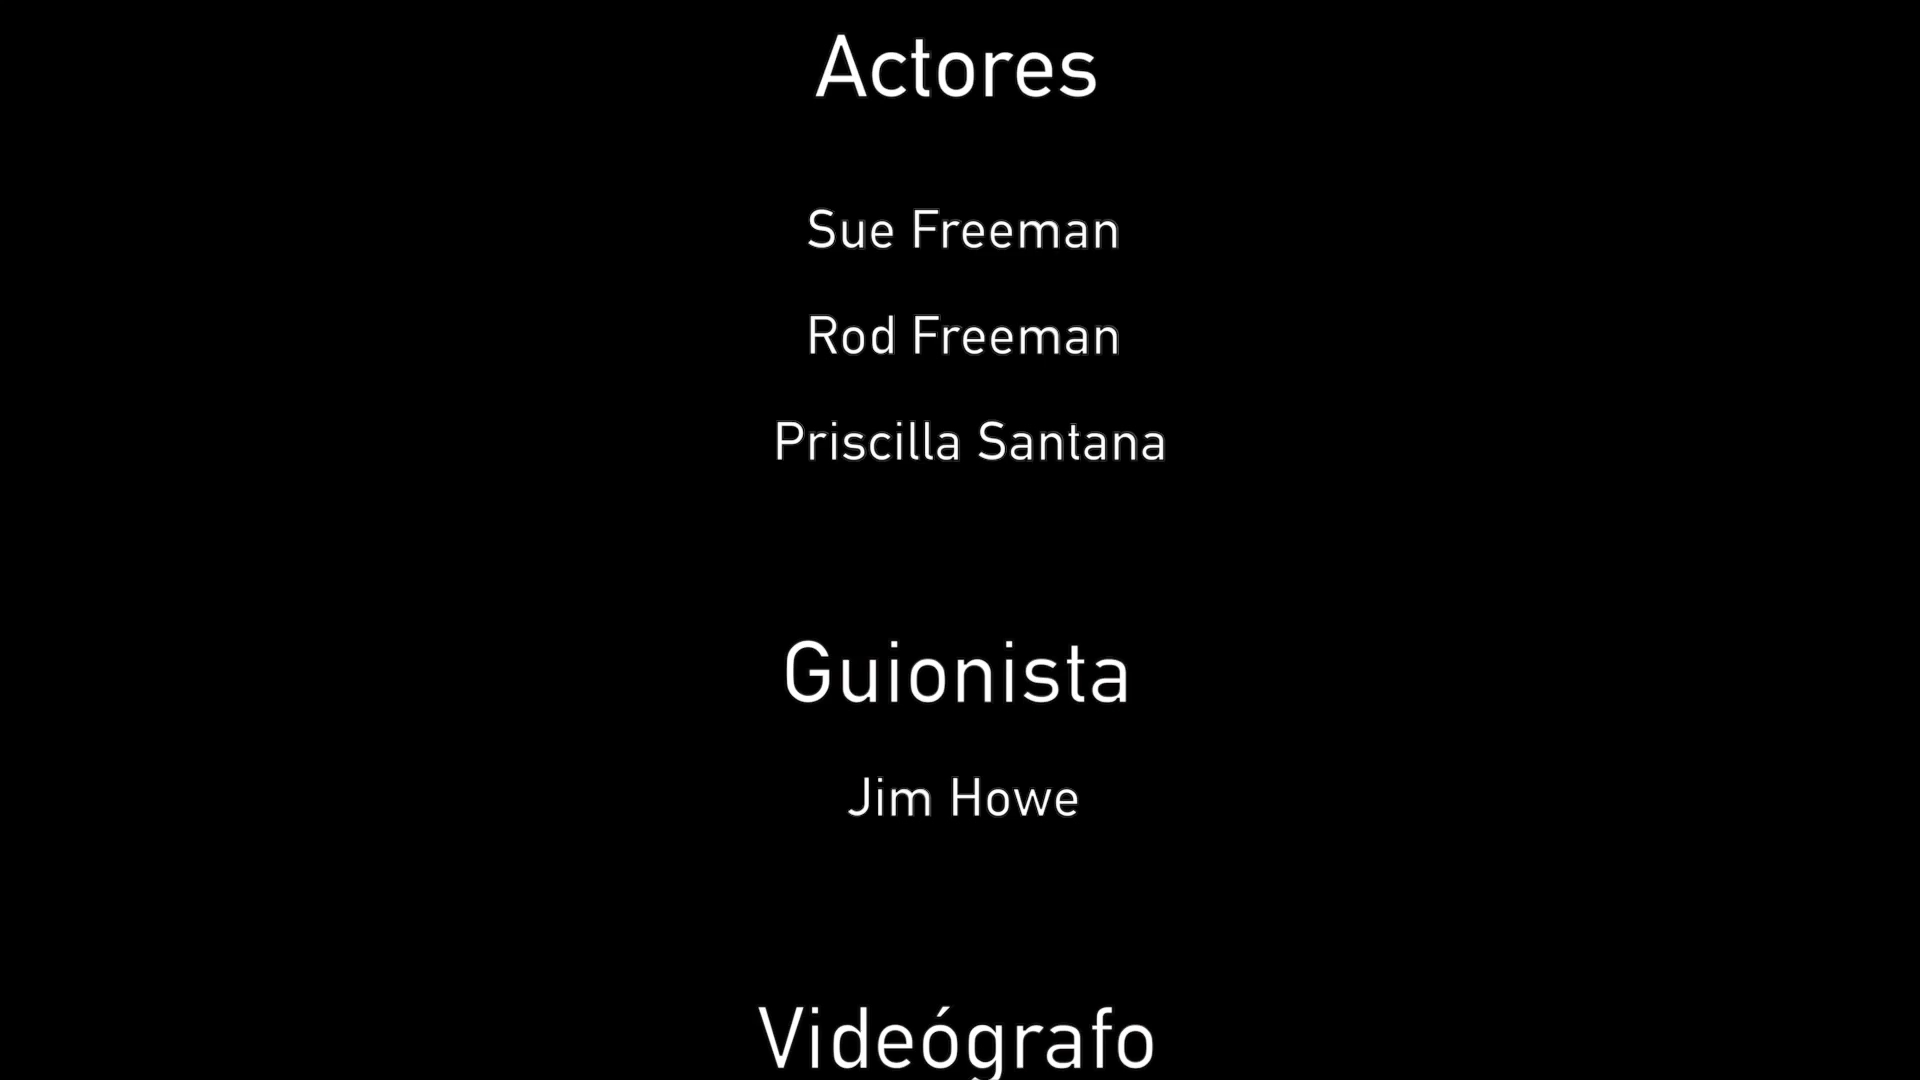 Actores
Sue Freeman
Rod Freeman
Priscilla Santana
Guionista
Jim Howe
Videógrafo